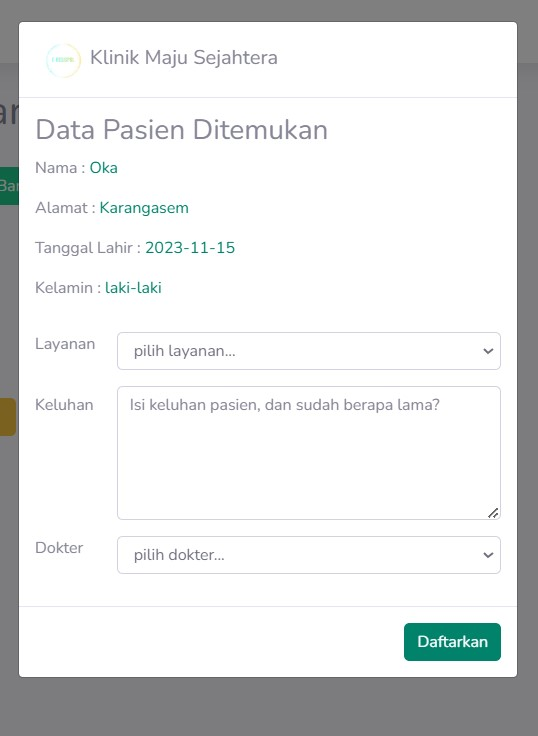 Klinik Maju Sejahtera
Data Pasien Ditemukan
Nama : Oka
Alamat : Karangasem
Tanggal Lahir : 2023-11-15
Kelamin : laki-laki
Layanan
pilih layanan...
Keluhan
Isi keluhan pasien, dan sudah berapa lama?
Dokter
pilih dokter...
Daftarkan